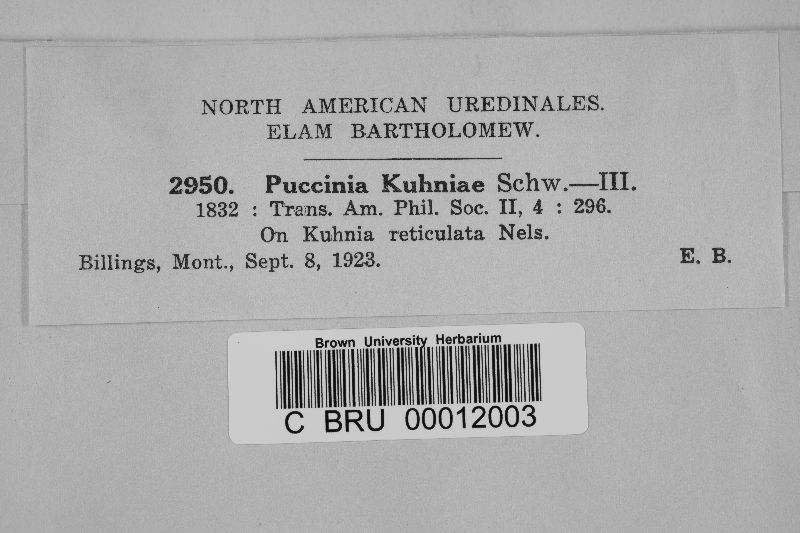 NORTH AMERICAN UREDINALES.
ELAM BARTHOLOMEW.
2950. Puccinia Kuhniae Schw.—III.
1832 : Trans. Am. Phil. Soc. II, 4 : 296.
On Kuhnia reticulata Nels.
Billings, Mont., Sept. 8, 1923. E. B.
Brown University Herbarium
C BRU 00012003